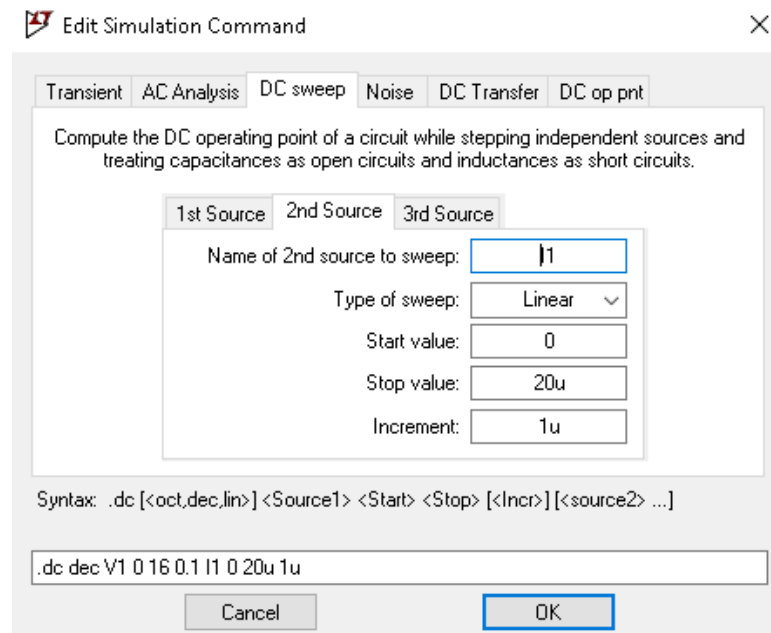 Edit Simulation Command
Transient AC Analysis DC sweep Noise DC Transfer DC op pnt
Compute the DC operating point of a circuit while stepping independent sources and
treating capacitances as open circuits and inductances as short circuits.
1st Source 2nd Source 3rd Source
Name of 2nd source to sweep: I1
Type of sweep: Linear
Start value: 0
Stop value: 20u
Increment: 1u
Syntax: .dc [<oct,dec,lin>] <Source1> <Start> <Stop> [<Incr>] [<source2> ...]
.dc dec V1 0 16 0.1 I1 0 20u 1u
Cancel OK